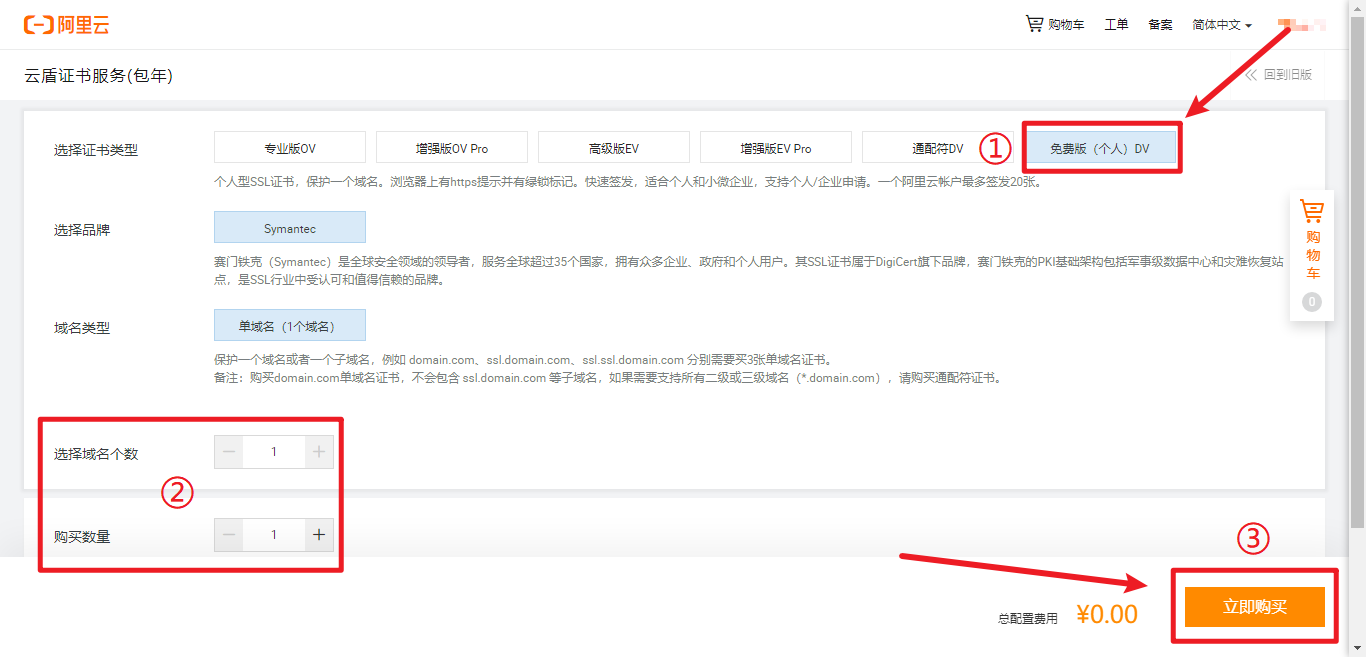 阿里云
购物车 工单 备案 简体中文
云盾证书服务(包年)
回到旧版
选择证书类型 专业版OV 增强版OV Pro 高级版EV 增强版EV Pro 通配符DV ① 免费版（个人）DV
个人型SSL证书，保护一个域名。浏览器上有https提示并有绿锁标记。快速签发，适合个人和小微企业，支持个人/企业申请。一个阿里云帐户最多签发20张。
选择品牌 Symantec
赛门铁克（Symantec）是全球安全领域的领导者，服务全球超过35个国家，拥有众多企业、政府和个人用户。其SSL证书属于DigiCert旗下品牌，赛门铁克的PKI基础架构包括军事级数据中心和灾难恢复站
点，是SSL行业中受认可和值得信赖的品牌。
购
物
车
0
域名类型 单域名（1个域名）
保护一个域名或者一个子域名，例如 domain.com、ssl.domain.com、ssl.ssl.domain.com 分别需要买3张单域名证书。
备注：购买domain.com单域名证书，不会包含 ssl.domain.com 等子域名，如果需要支持所有二级或三级域名（*.domain.com），请购买通配符证书。
选择域名个数 − 1 +
②
购买数量 − 1 +
③
总配置费用 ¥0.00 立即购买